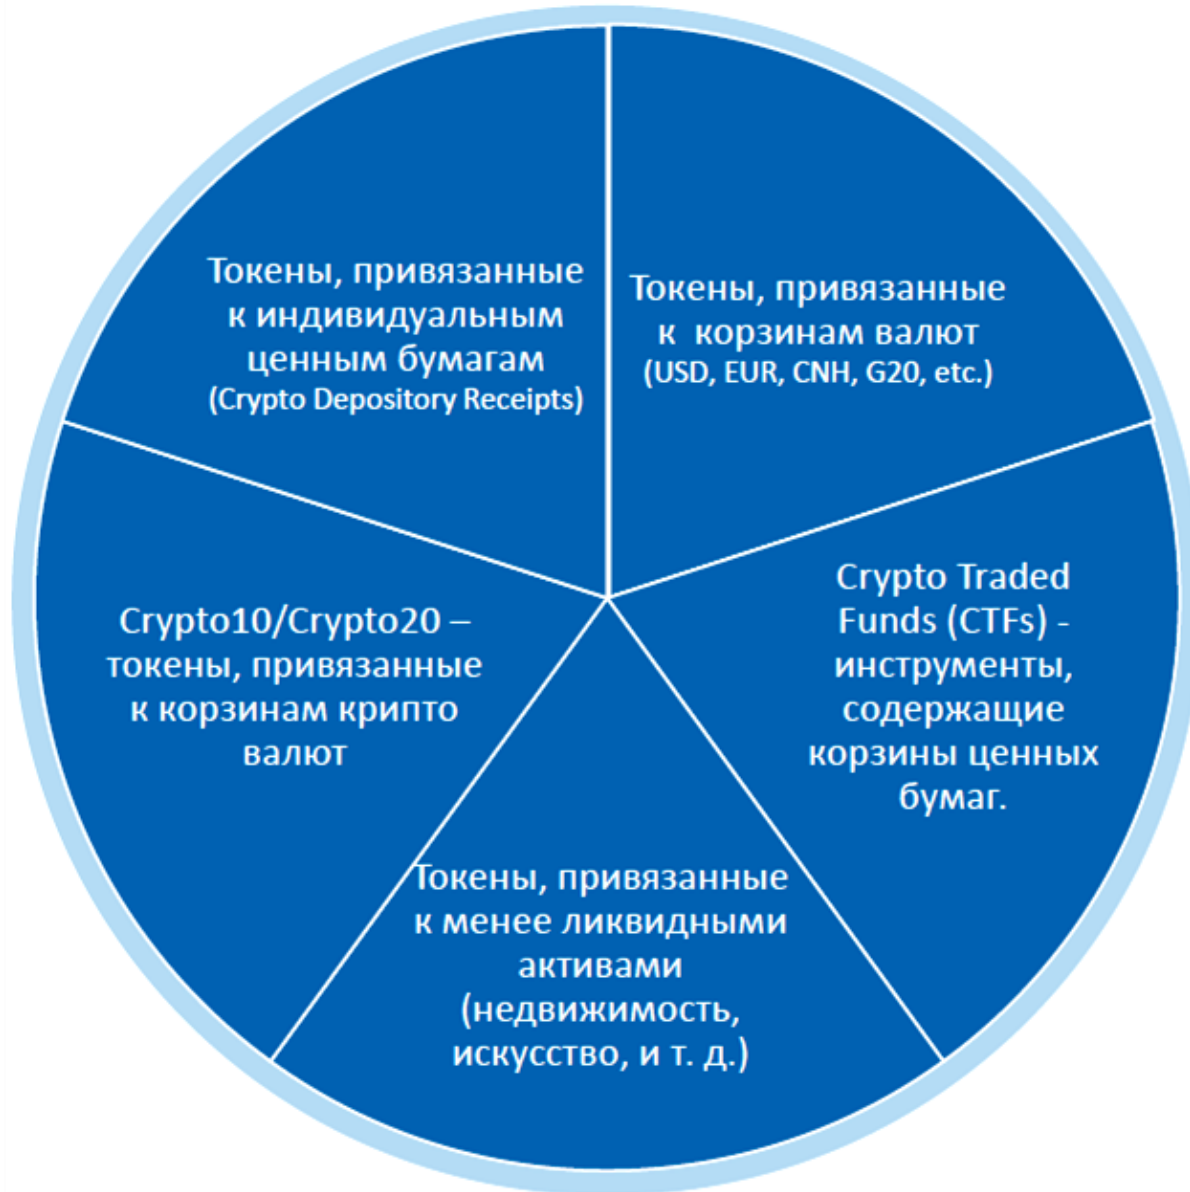 Токены, привязанные
к индивидуальным
ценным бумагам
(Crypto Depository Receipts)
Токены, привязанные
к корзинам валют
(USD, EUR, CNH, G20, etc.)
Crypto10/Crypto20 –
токены, привязанные
к корзинам крипто
валют
Crypto Traded
Funds (CTFs) -
инструменты,
содержащие
корзины ценных
бумаг.
Токены, привязанные
к менее ликвидными
активами
(недвижимость,
искусство, и т. д.)